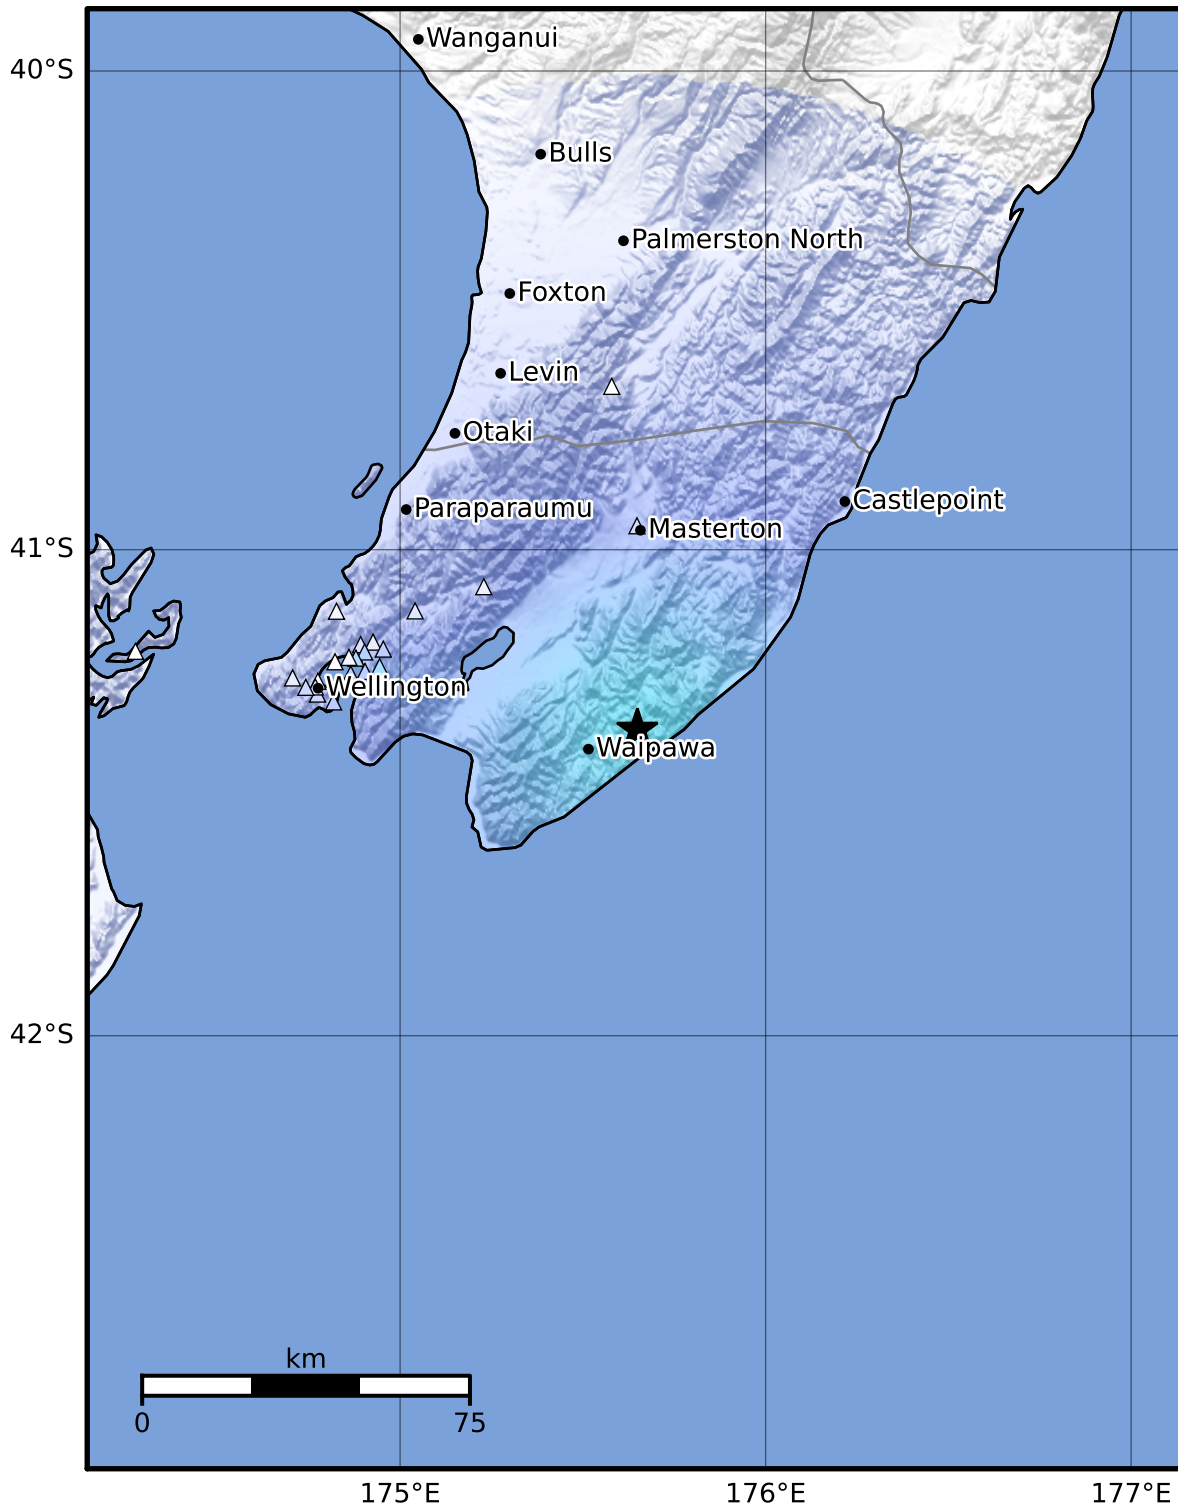 Wanganui
40°S
Bulls
Palmerston North
Foxton
Levin
Otaki
Castlepoint
Paraparaumu
Masterton
41°S
Wellington
Waipawa
42°S
km
0 75
175°E 176°E 177°E